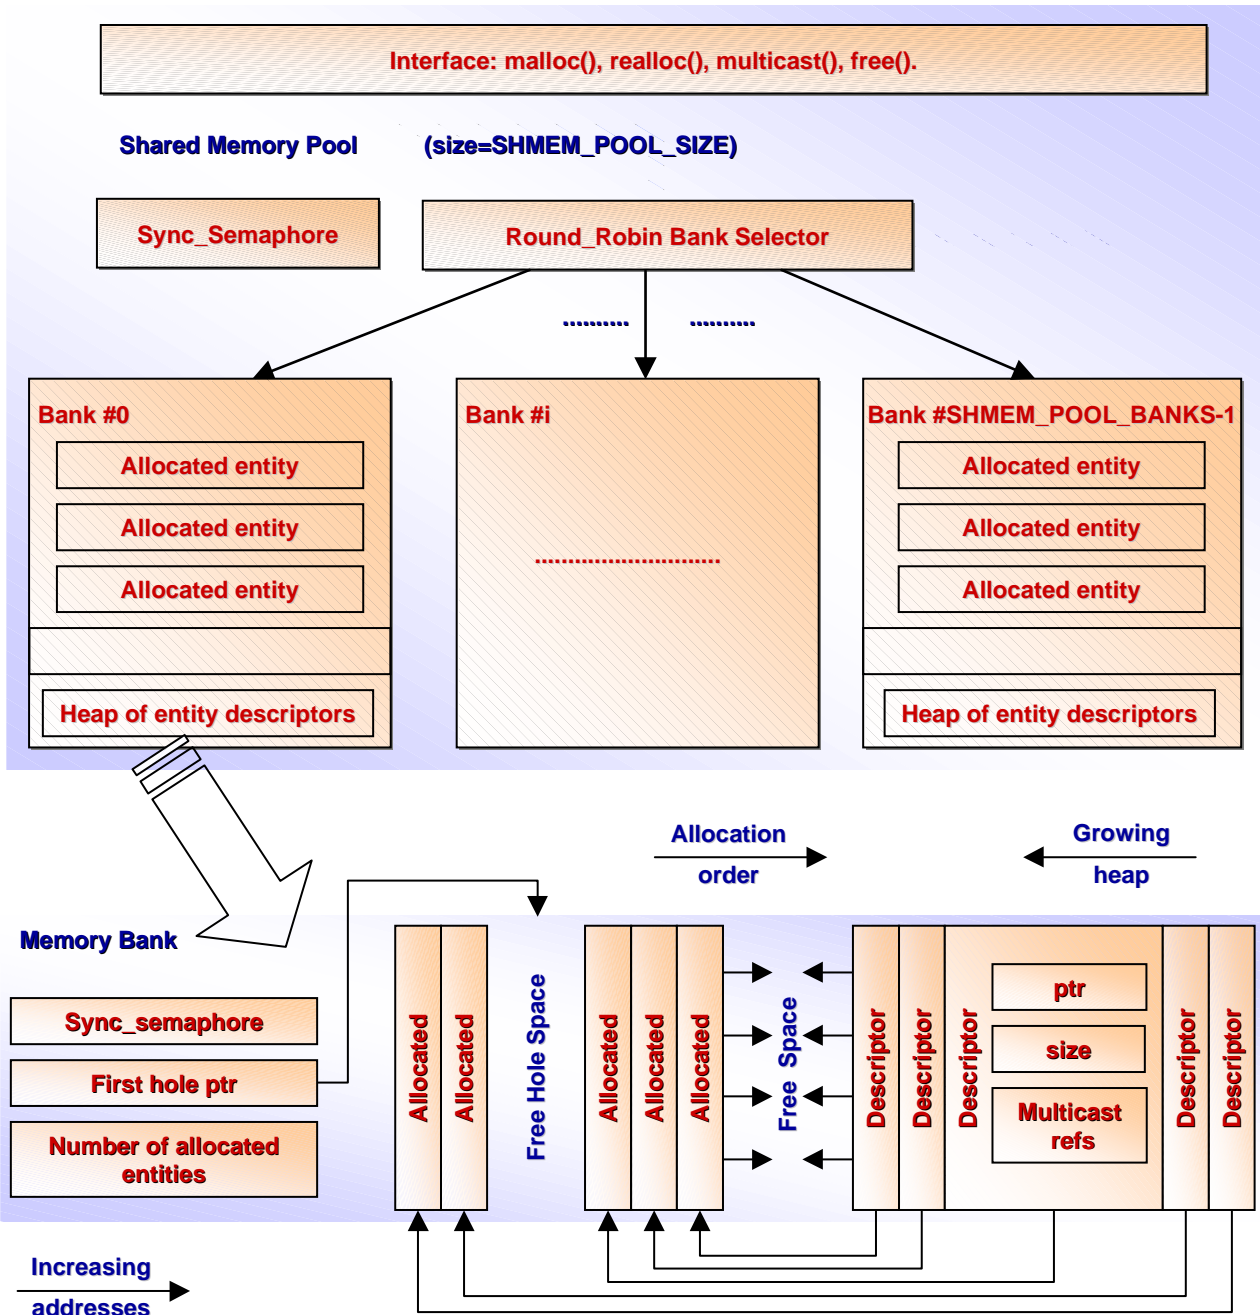 Interface: malloc(), realloc(), multicast(), free().
Shared Memory Pool (size=SHMEM_POOL_SIZE)
Sync_Semaphore
Round_Robin Bank Selector
.......... ..........
Bank #0
Allocated entity
Allocated entity
Allocated entity
Heap of entity descriptors
Bank #i
............................
Bank #SHMEM_POOL_BANKS-1
Allocated entity
Allocated entity
Allocated entity
Heap of entity descriptors
Allocation
order
Growing
heap
Memory Bank
Sync_semaphore
First hole ptr
Number of allocated
entities
Allocated
Allocated
Free Hole Space
Allocated
Allocated
Allocated
Free Space
Descriptor
Descriptor
Descriptor
ptr
size
Multicast
refs
Descriptor
Descriptor
Increasing
addresses